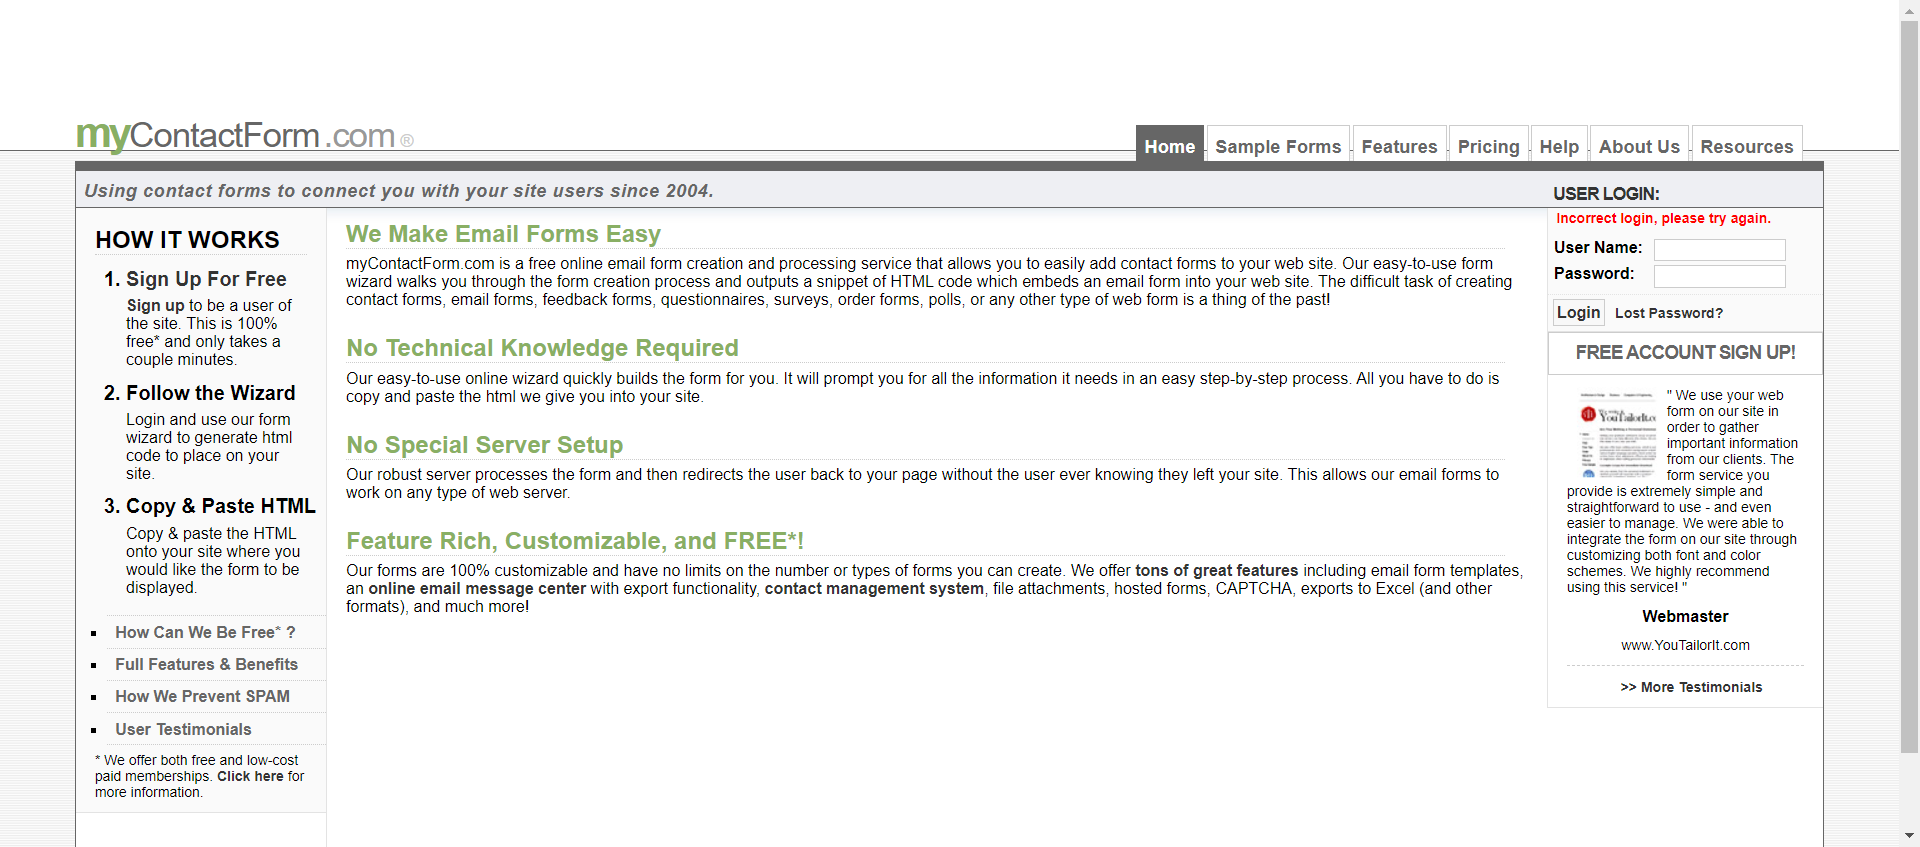 myContactForm.com®
Home
Sample Forms
Features
Pricing
Help
About Us
Resources
Using contact forms to connect you with your site users since 2004.
USER LOGIN:
HOW IT WORKS
1. Sign Up For Free
Sign up to be a user of
the site. This is 100%
free* and only takes a
couple minutes.
2. Follow the Wizard
Login and use our form
wizard to generate html
code to place on your
site.
3. Copy & Paste HTML
Copy & paste the HTML
onto your site where you
would like the form to be
displayed.
How Can We Be Free* ?
Full Features & Benefits
How We Prevent SPAM
User Testimonials
* We offer both free and low-cost
paid memberships. Click here for
more information.
We Make Email Forms Easy
myContactForm.com is a free online email form creation and processing service that allows you to easily add contact forms to your web site. Our easy-to-use form
wizard walks you through the form creation process and outputs a snippet of HTML code which embeds an email form into your web site. The difficult task of creating
contact forms, email forms, feedback forms, questionnaires, surveys, order forms, polls, or any other type of web form is a thing of the past!
No Technical Knowledge Required
Our easy-to-use online wizard quickly builds the form for you. It will prompt you for all the information it needs in an easy step-by-step process. All you have to do is
copy and paste the html we give you into your site.
No Special Server Setup
Our robust server processes the form and then redirects the user back to your page without the user ever knowing they left your site. This allows our email forms to
work on any type of web server.
Feature Rich, Customizable, and FREE*!
Our forms are 100% customizable and have no limits on the number or types of forms you can create. We offer tons of great features including email form templates,
an online email message center with export functionality, contact management system, file attachments, hosted forms, CAPTCHA, exports to Excel (and other
formats), and much more!
Incorrect login, please try again.
User Name:
Password:
Login
Lost Password?
FREE ACCOUNT SIGN UP!
YouTailorIt.co
" We use your web
form on our site in
order to gather
important information
from our clients. The
form service you
provide is extremely simple and
straightforward to use - and even
easier to manage. We were able to
integrate the form on our site through
customizing both font and color
schemes. We highly recommend
using this service! "
Webmaster
www.YouTailorIt.com
>> More Testimonials